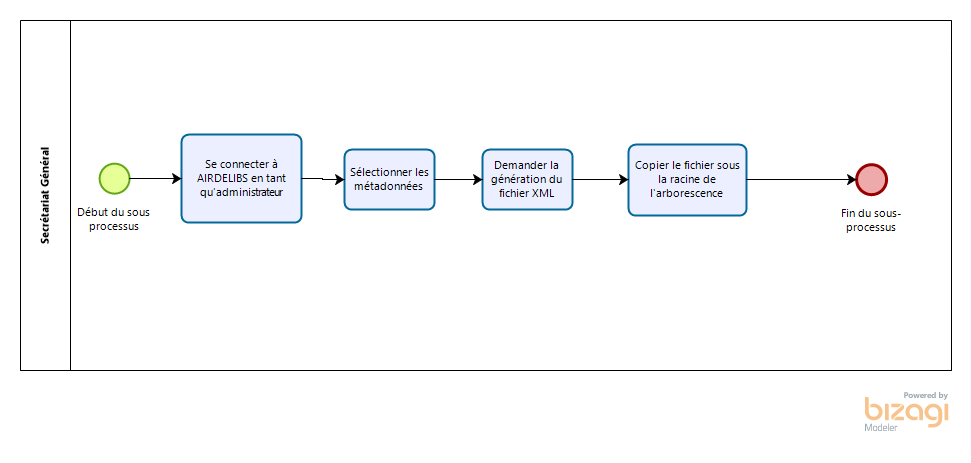 Secrétariat Général
Début du sous
processus
Se connecter à
AIRDELIBS en tant
qu'administrateur
Sélectionner les
métadonnées
Demander la
génération du
fichier XML
Copier le fichier sous
la racine de
l'arborescence
Fin du sous-
processus
Powered by
bizagi
Modeler